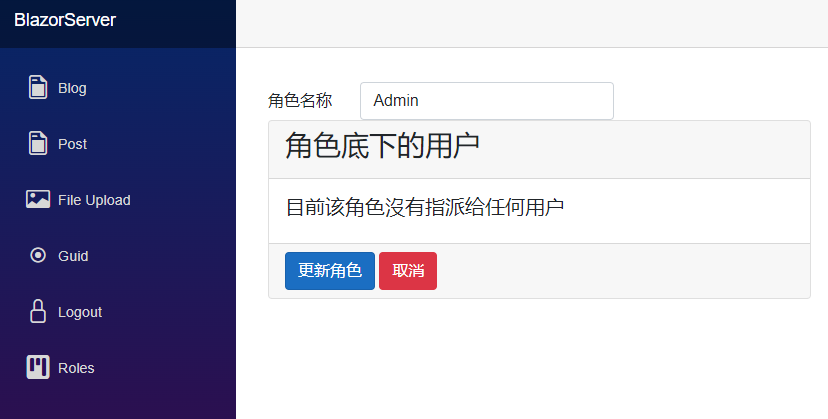 BlazorServer
Blog
Post
File Upload
Guid
Logout
Roles
角色名称 Admin
角色底下的用户
目前该角色沒有指派给任何用户
更新角色 取消